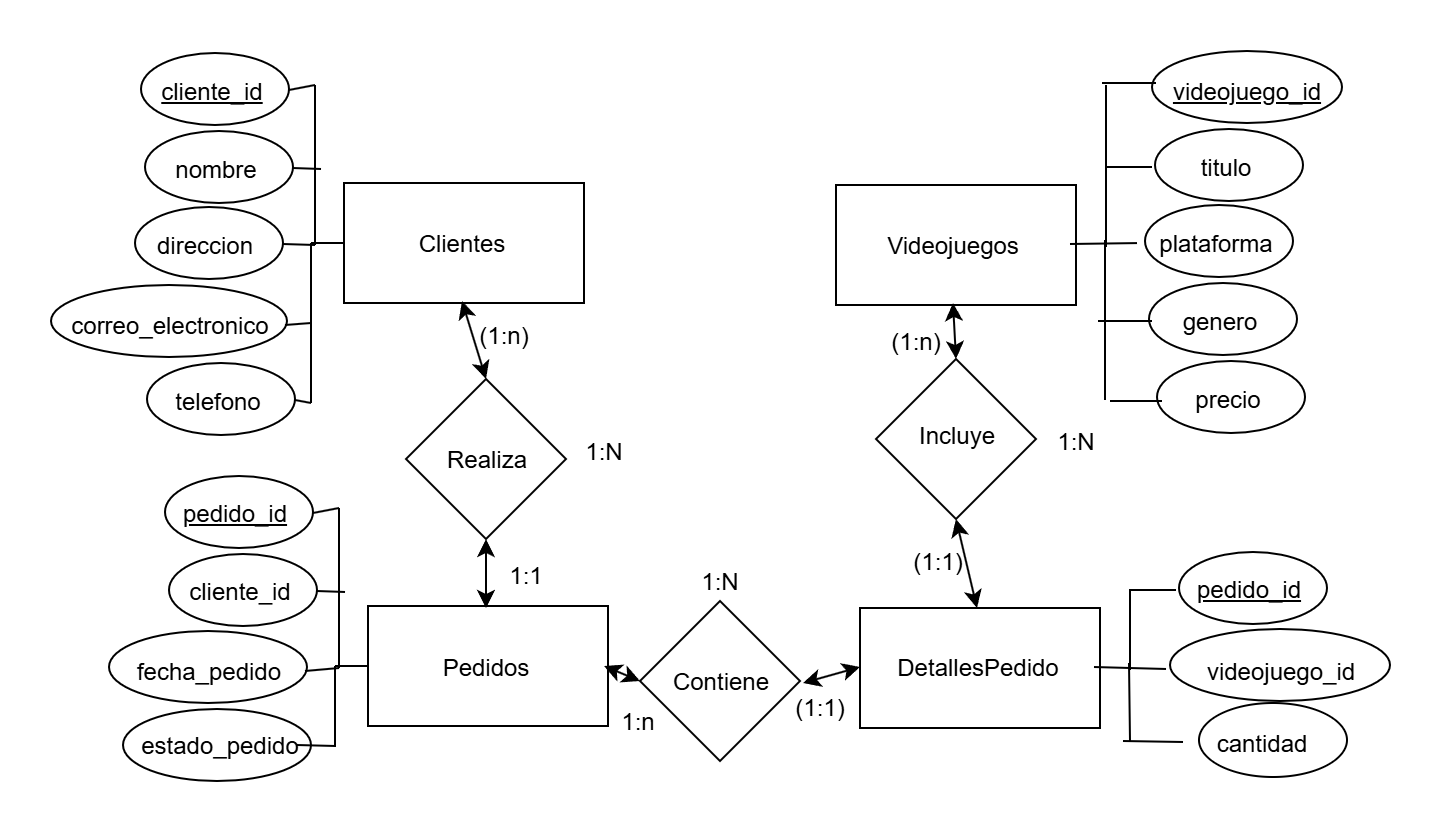 cliente_id
nombre
direccion
correo_electronico
telefono
Clientes
(1:n)
Realiza
1:N
1:1
pedido_id
cliente_id
fecha_pedido
estado_pedido
Pedidos
1:n
1:N
Contiene
(1:1)
videojuego_id
titulo
plataforma
genero
precio
Videojuegos
(1:n)
Incluye
1:N
(1:1)
DetallesPedido
pedido_id
videojuego_id
cantidad